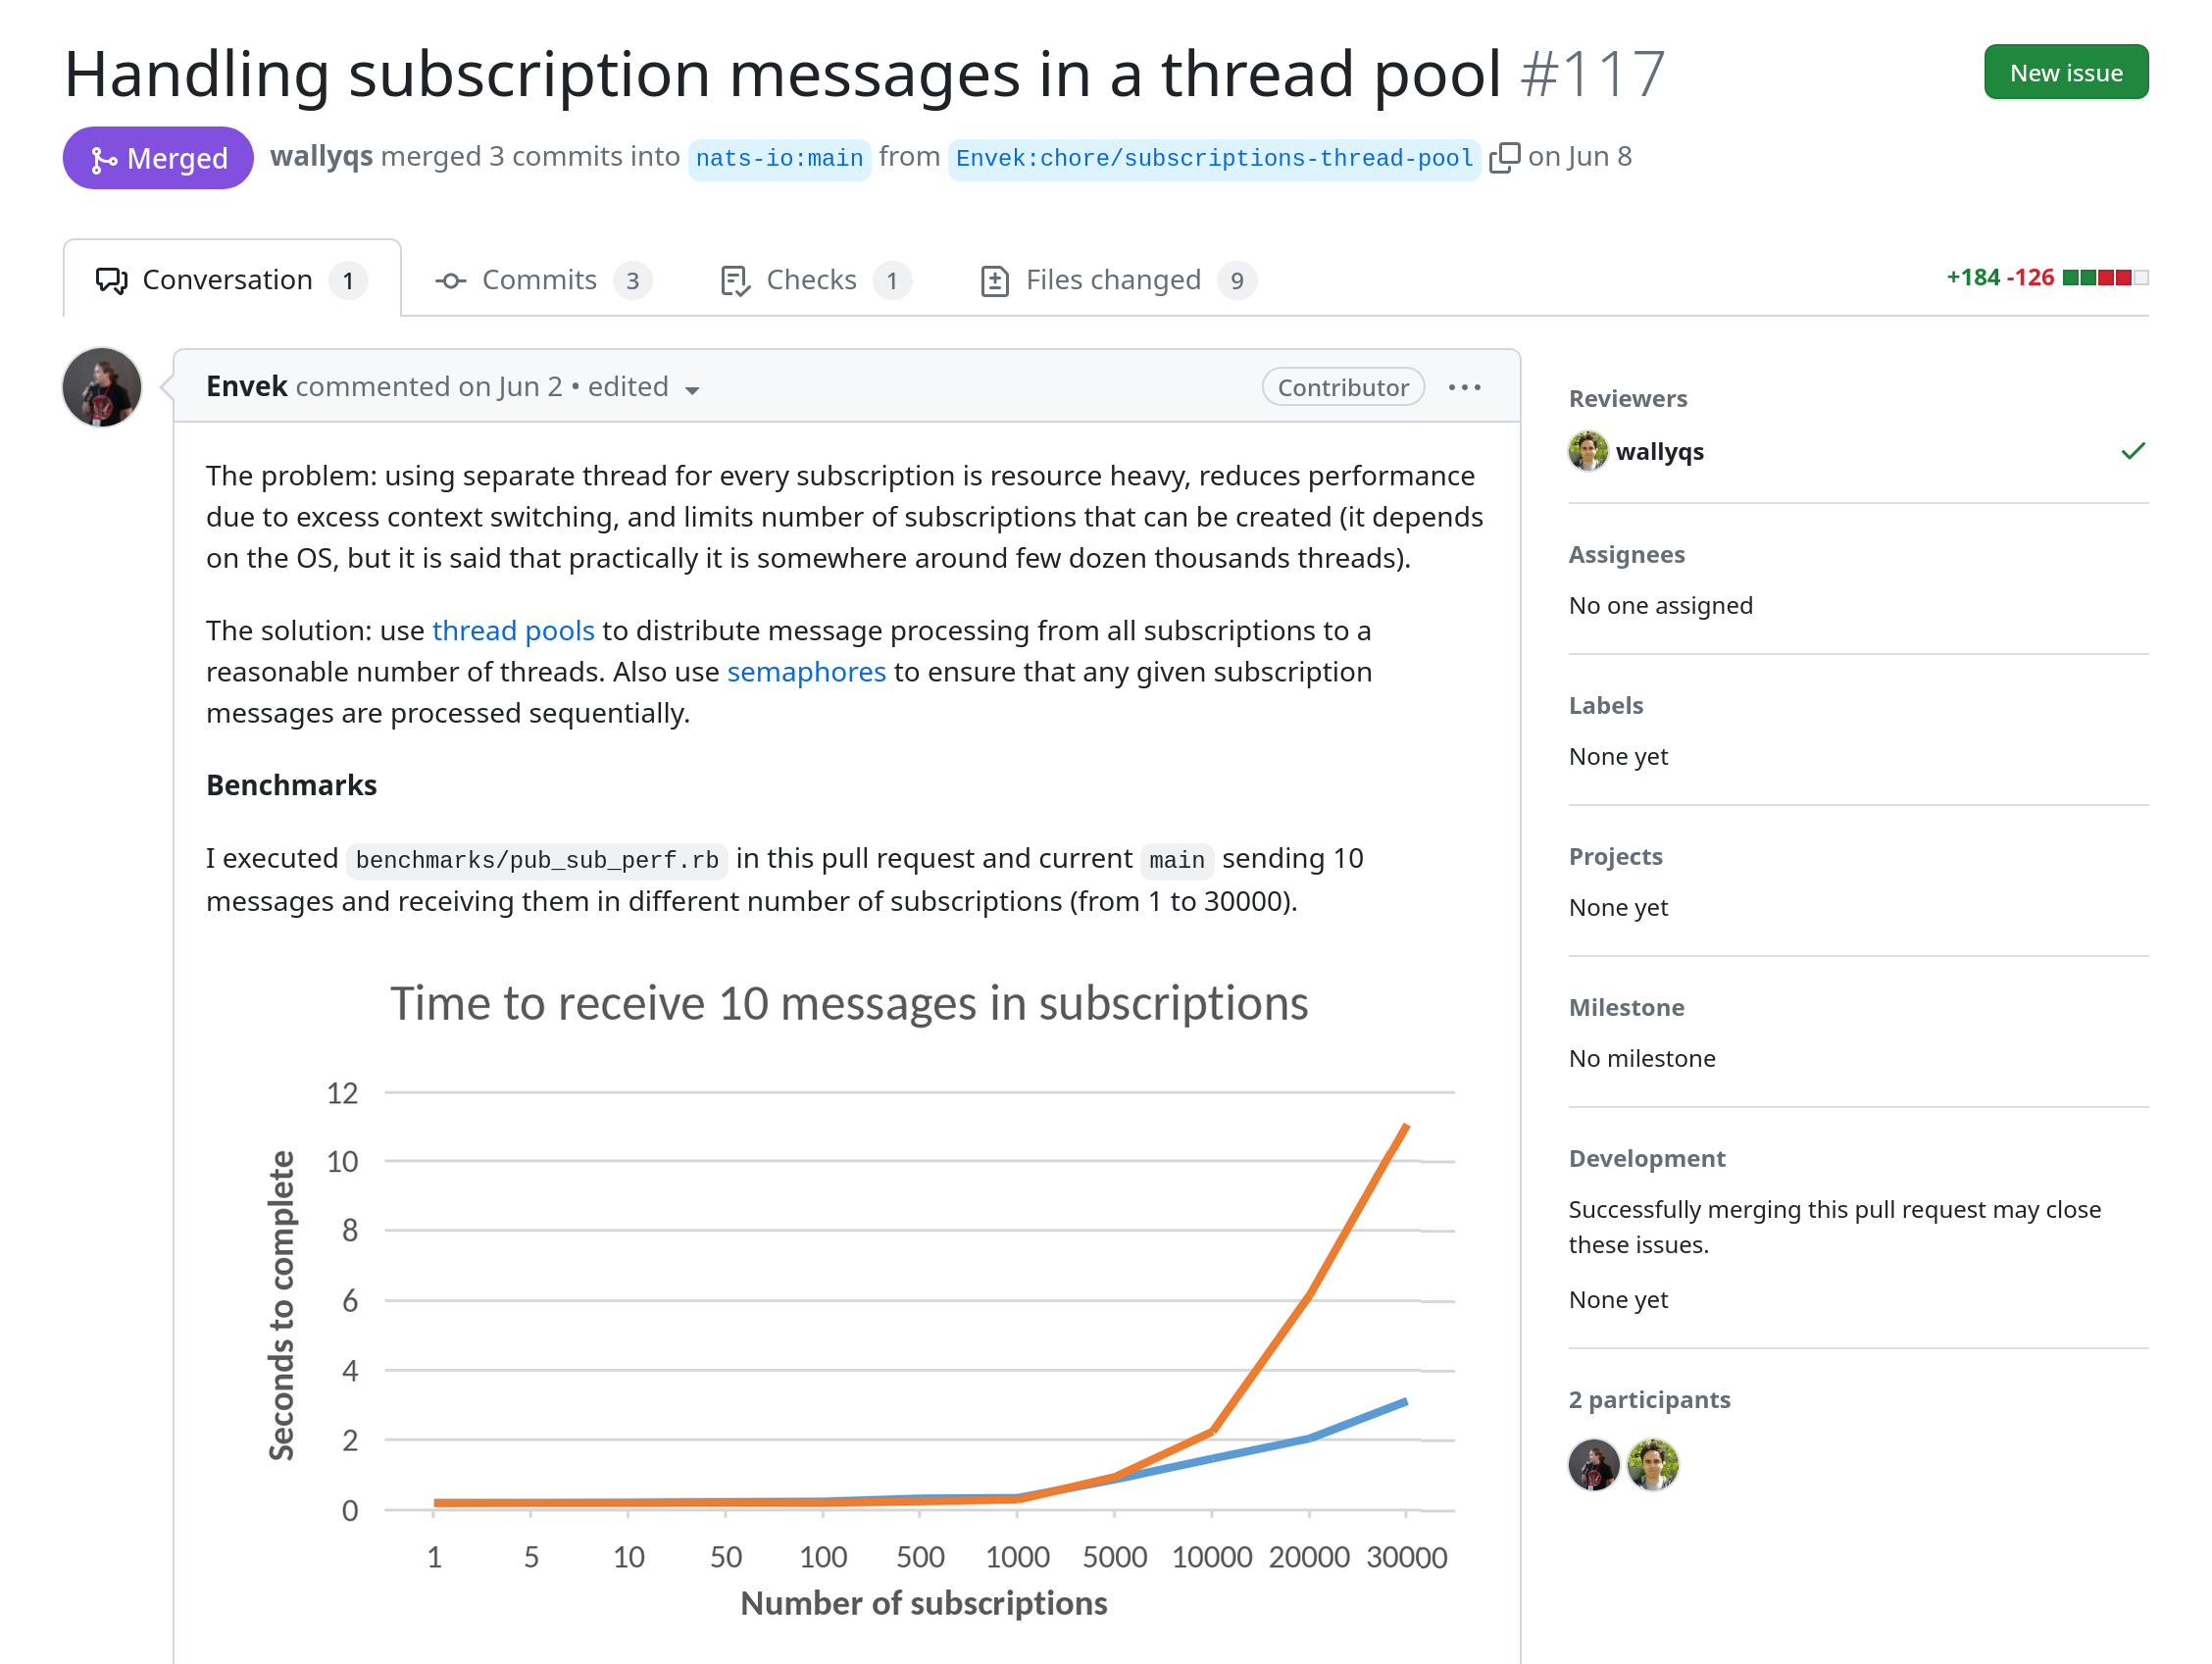 Handling subscription messages in a thread pool #117
New issue
Merged
wallyqs merged 3 commits into nats-io:main from Envek:chore/subscriptions-thread-pool on Jun 8
Conversation 1
Commits 3
Checks 1
Files changed 9
+184 -126
Envek commented on Jun 2 • edited
Contributor
The problem: using separate thread for every subscription is resource heavy, reduces performance
due to excess context switching, and limits number of subscriptions that can be created (it depends
on the OS, but it is said that practically it is somewhere around few dozen thousands threads).
The solution: use thread pools to distribute message processing from all subscriptions to a
reasonable number of threads. Also use semaphores to ensure that any given subscription
messages are processed sequentially.
Benchmarks
I executed benchmarks/pub_sub_perf.rb in this pull request and current main sending 10
messages and receiving them in different number of subscriptions (from 1 to 30000).
Time to receive 10 messages in subscriptions
Seconds to complete
12
10
8
6
4
2
0
1 5 10 50 100 500 1000 5000 10000 20000 30000
Number of subscriptions
Reviewers
wallyqs
Assignees
No one assigned
Labels
None yet
Projects
None yet
Milestone
No milestone
Development
Successfully merging this pull request may close
these issues.
None yet
2 participants